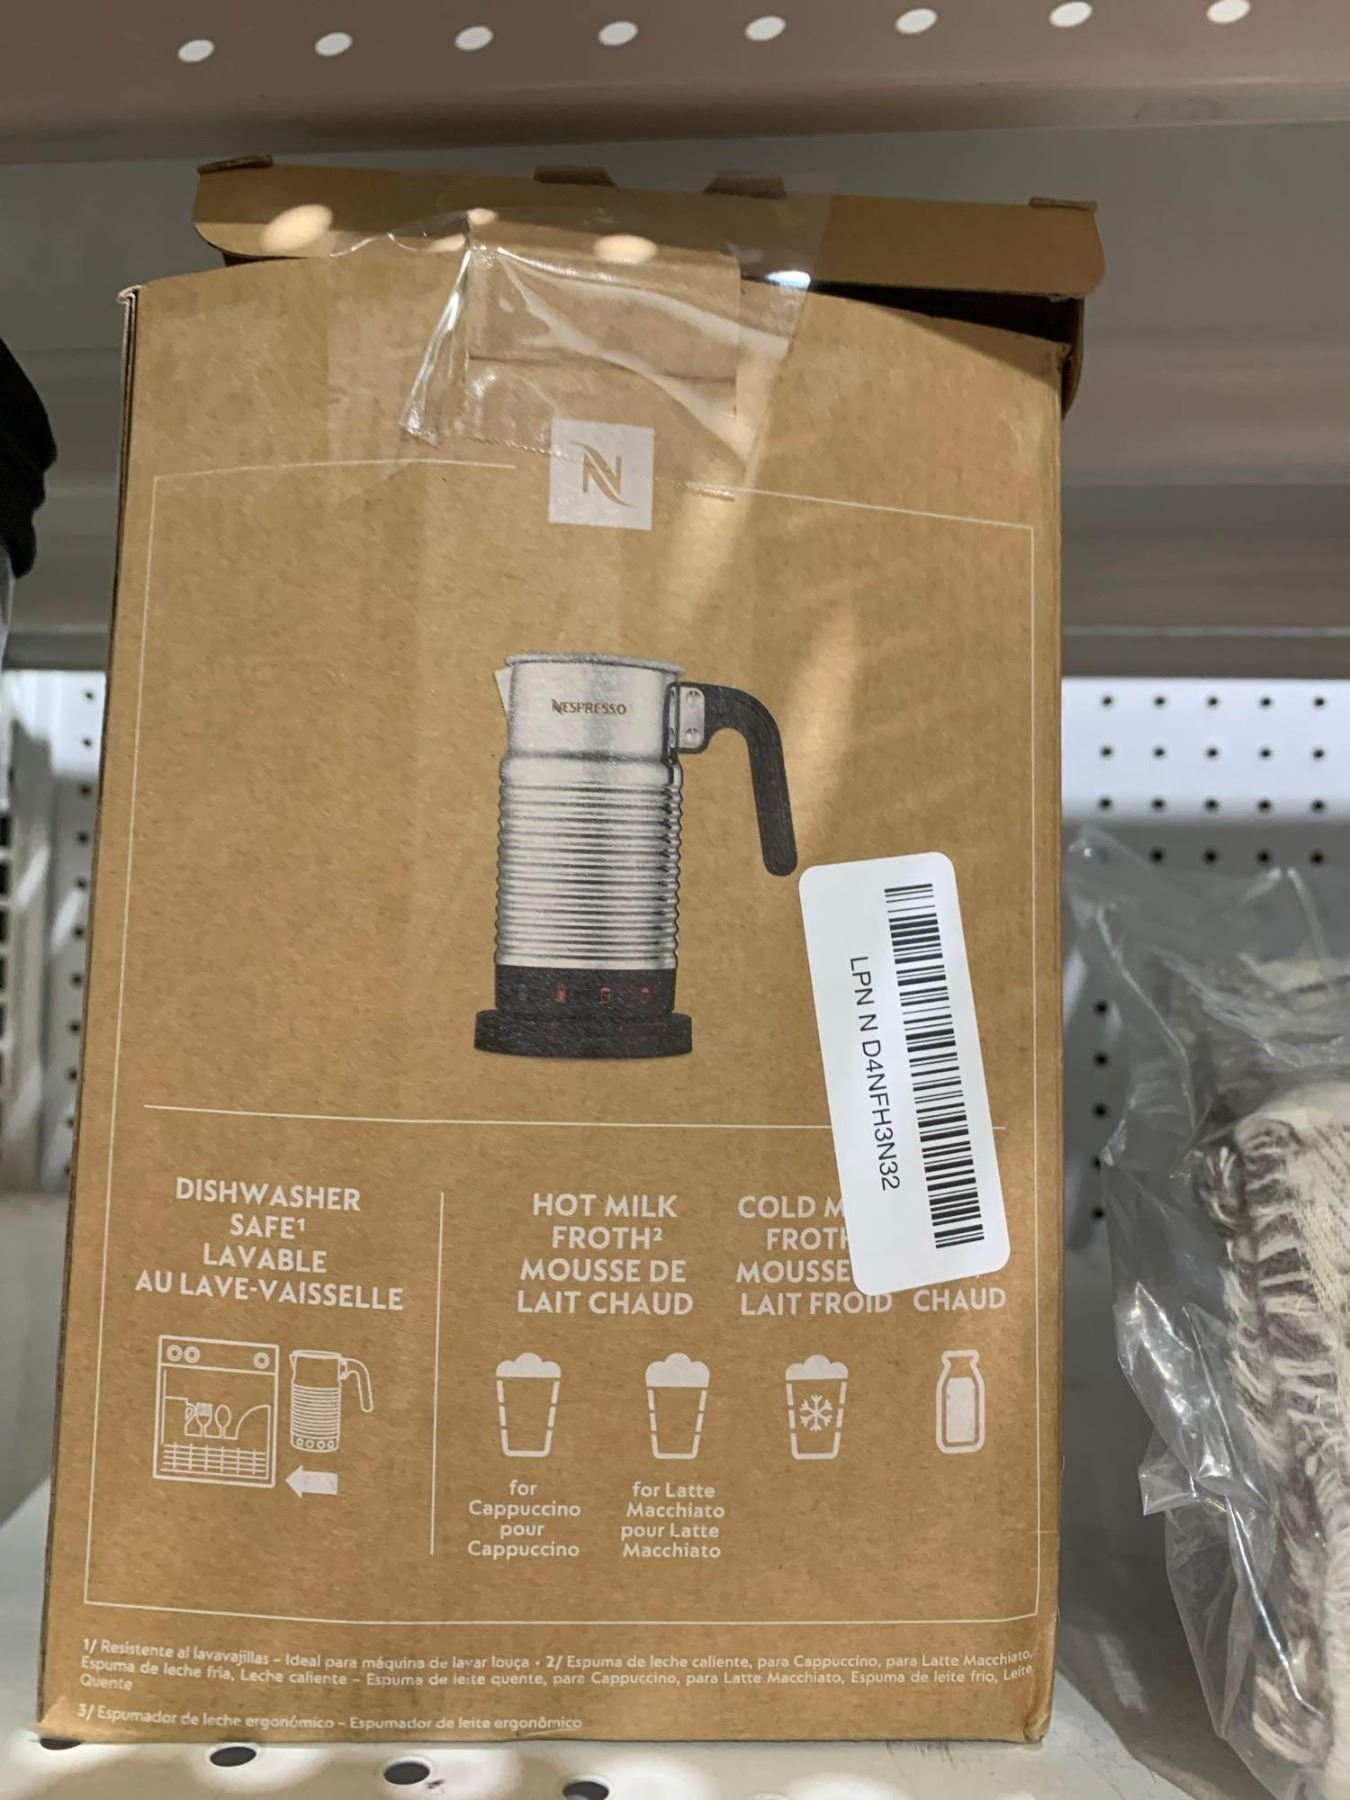 N
NESPRESSO
LPN N D4NFH3N32
DISHWASHER
SAFE¹
LAVABLE
AU LAVE-VAISSELLE
HOT MILK
FROTH²
MOUSSE DE
LAIT CHAUD
COLD
FROTH
MOUSSE
LAIT FROID
CHAUD
for
Cappuccino
pour
Cappuccino
for Latte
Macchiato
pour Latte
Macchiato
1/ Resistente al lavavajillas – Ideal para máquina de lavar louça • 2/ Espuma de leche caliente, para Cappuccino, para Latte Macchiato,
Espuma de leche fría, Leche caliente – Espuma de leite quente, para Cappuccino, para Latte Macchiato, Espuma de leite frio, Leite
Quente
3/ Espumador de leche ergonómico – Espumador de leite ergonômico